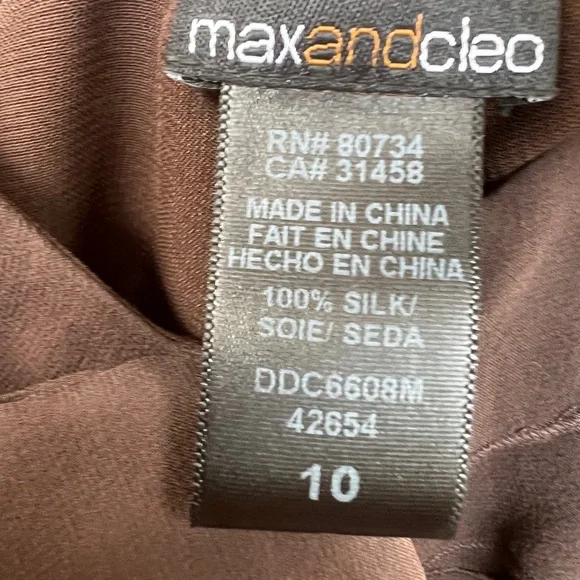 maxandcleo
RN# 80734
CA# 31458
MADE IN CHINA
FAIT EN CHINE
HECHO EN CHINA
100% SILK/
SOIE/ SEDA
DDC6608M
42654
10